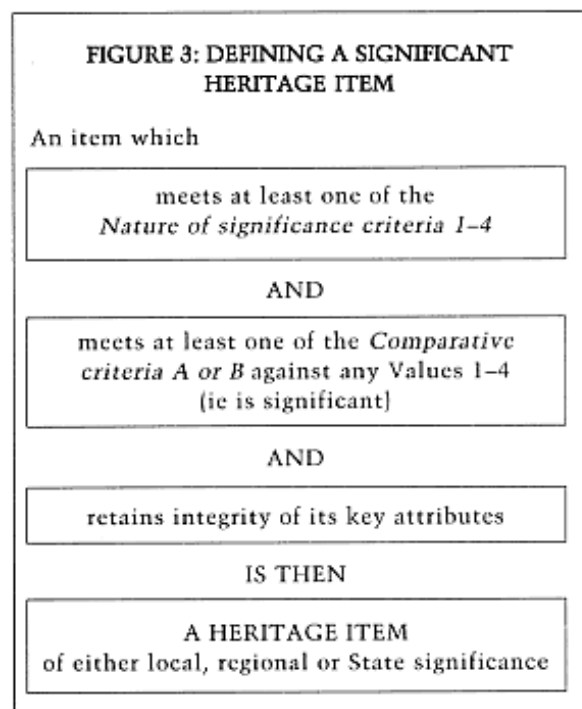 FIGURE 3: DEFINING A SIGNIFICANT
HERITAGE ITEM
An item which
meets at least one of the
Nature of significance criteria 1–4
AND
meets at least one of the Comparative
criteria A or B against any Values 1–4
(ie is significant)
AND
retains integrity of its key attributes
IS THEN
A HERITAGE ITEM
of either local, regional or State significance